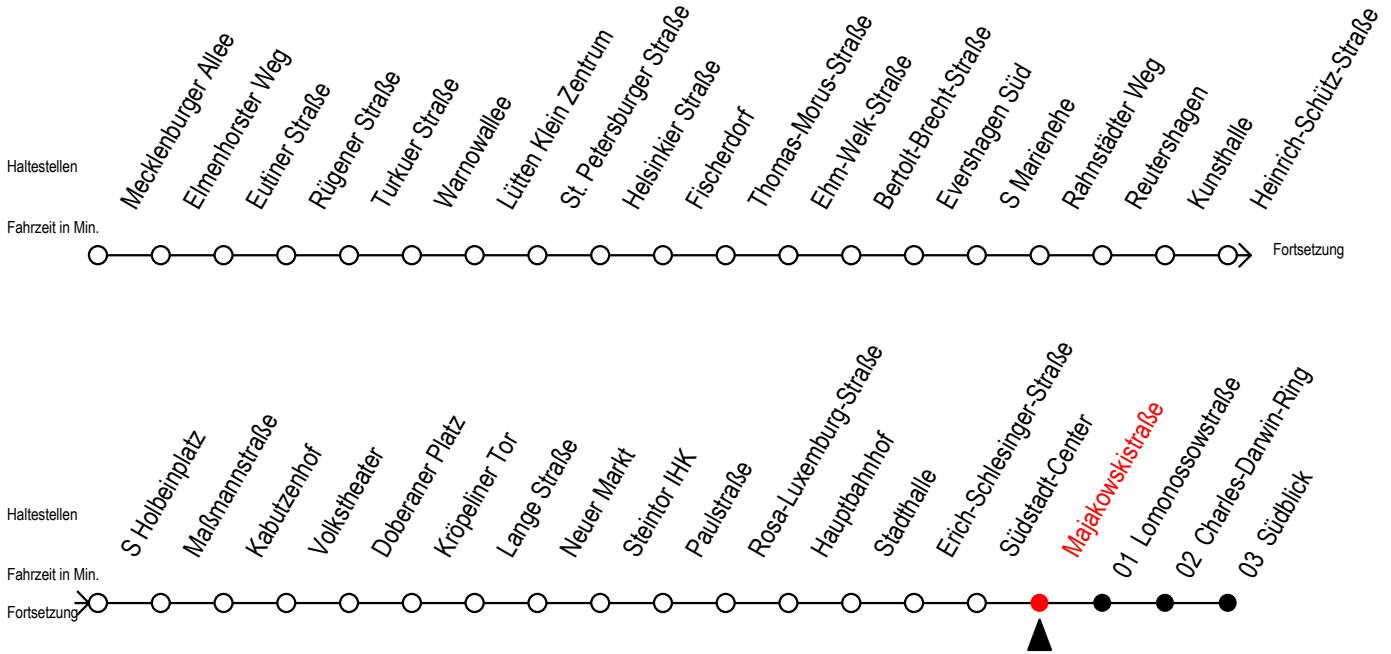 Haltestellen
Mecklenburger Allee
Elmenhorster Weg
Eutiner Straße
Rügener Straße
Turkuer Straße
Warnowallee
Lütten Klein Zentrum
St. Petersburger Straße
Helsinkier Straße
Fischerdorf
Thomas-Morus-Straße
Ehm-Welk-Straße
Bertolt-Brecht-Straße
Evershagen Süd
S Marienehe
Rahnstädter Weg
Reutershagen
Kunsthalle
Heinrich-Schütz-Straße
Fahrzeit in Min.
Fortsetzung
Haltestellen
S Holbeinplatz
Maßmannstraße
Kabutzenhof
Volkstheater
Doberaner Platz
Kröpeliner Tor
Lange Straße
Neuer Markt
Steintor IHK
Paulstraße
Rosa-Luxemburg-Straße
Hauptbahnhof
Stadthalle
Erich-Schlesinger-Straße
Südstadt-Center
Majakowskistraße
01 Lomonossowstraße
02 Charles-Darwin-Ring
03 Südblick
Fahrzeit in Min.
Fortsetzung